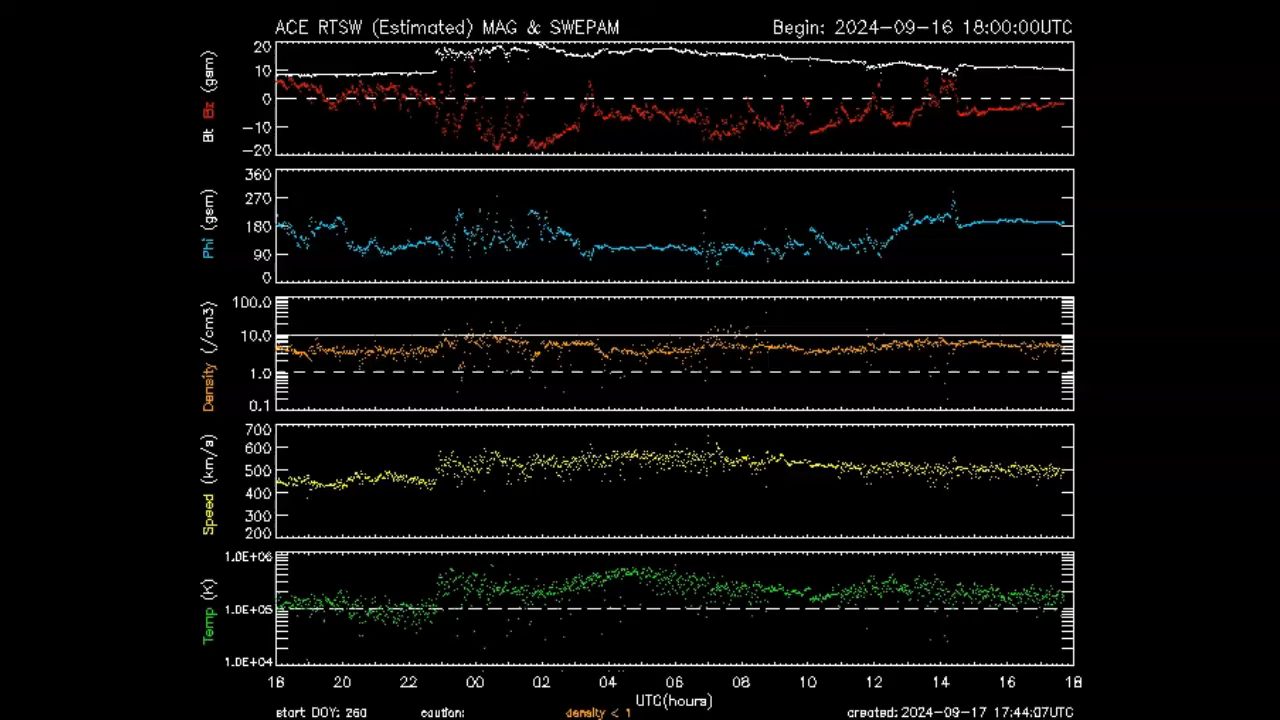 ACE RTSW (Estimated) MAG & SWEPAM Begin: 2024-09-16 18:00:00UTC
Bt Bz (gsm)
20
10
0
-10
-20
Phi (gsm)
360
270
180
90
0
Density (/cm3)
100.0
10.0
1.0
0.1
Speed (km/s)
700
600
500
400
300
200
Temp (K)
1.0E+06
1.0E+05
1.0E+04
18 20 22 00 02 04 06 08 10 12 14 16 18
UTC(hours)
start DOY: 260 caution: density < 1 created: 2024-09-17 17:44:07UTC